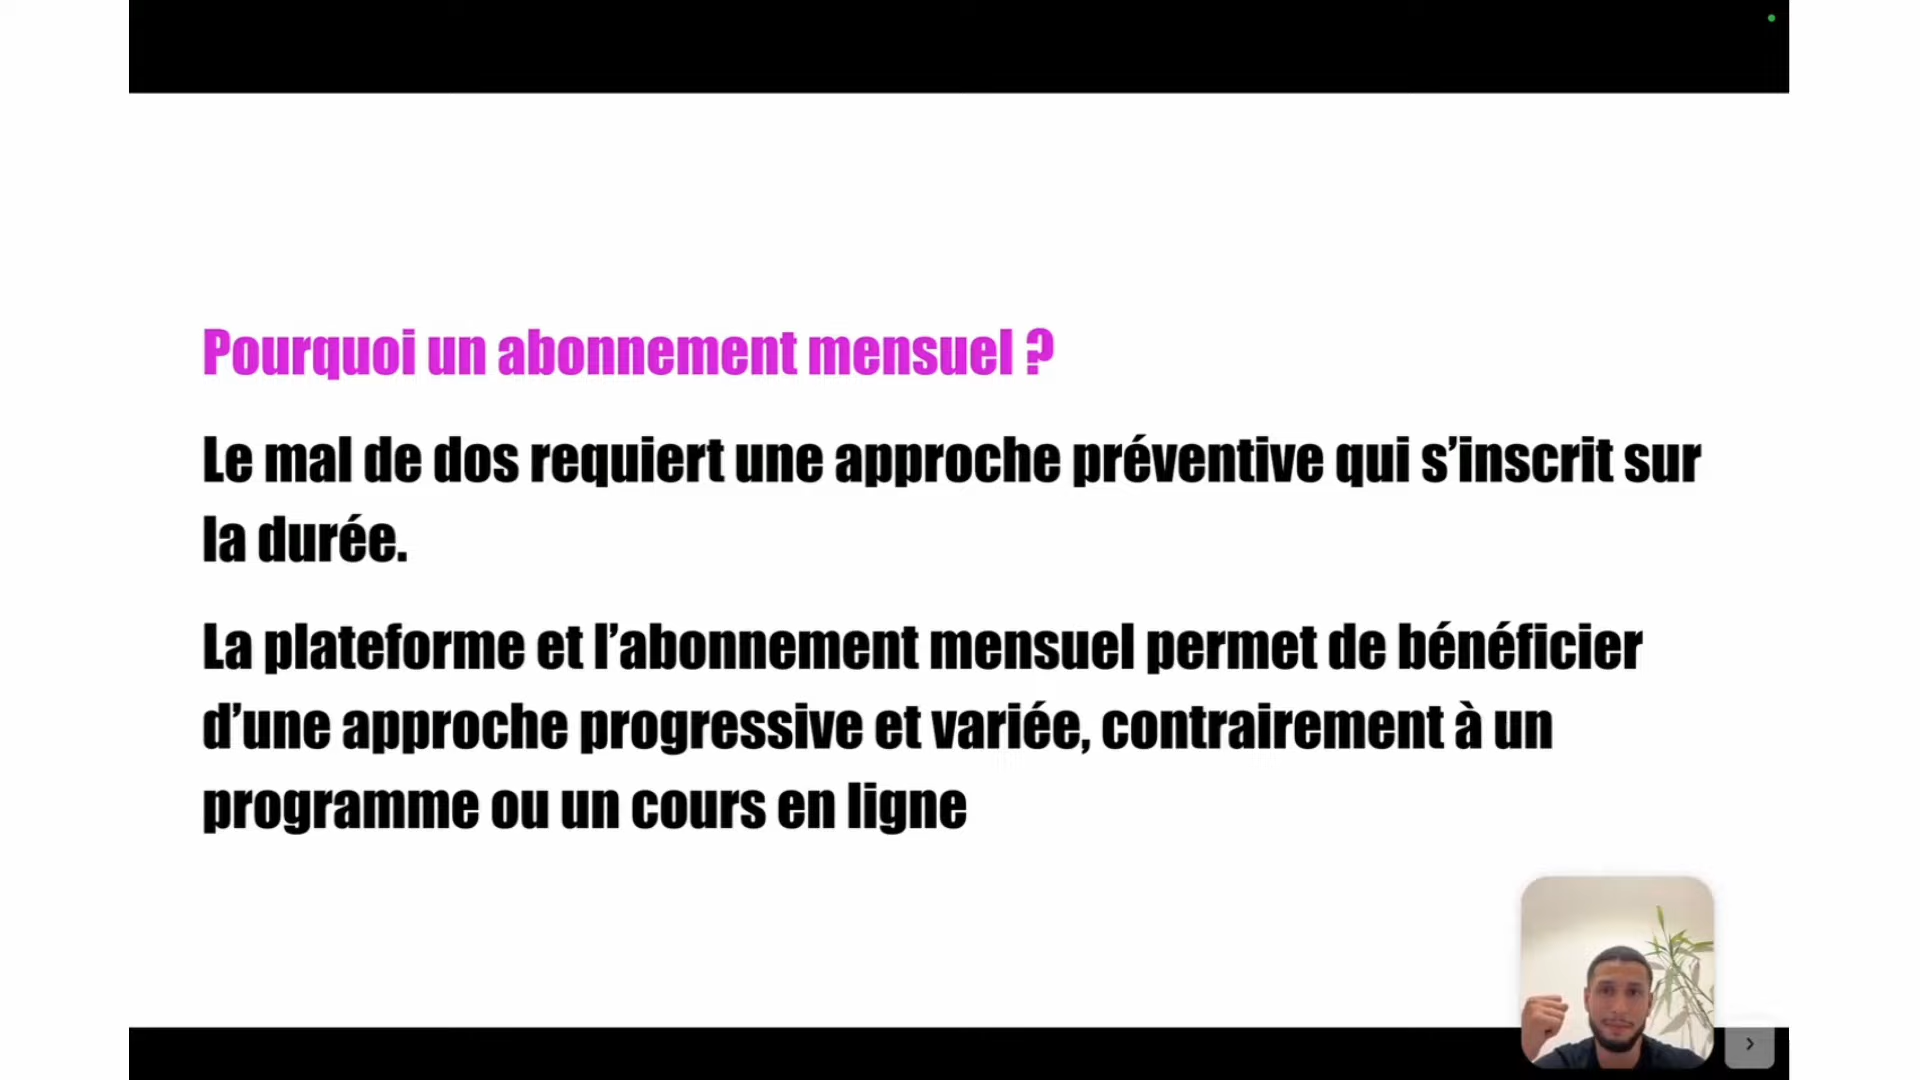 Pourquoi un abonnement mensuel ?
Le mal de dos requiert une approche préventive qui s’inscrit sur
la durée.
La plateforme et l’abonnement mensuel permet de bénéficier
d’une approche progressive et variée, contrairement à un
programme ou un cours en ligne